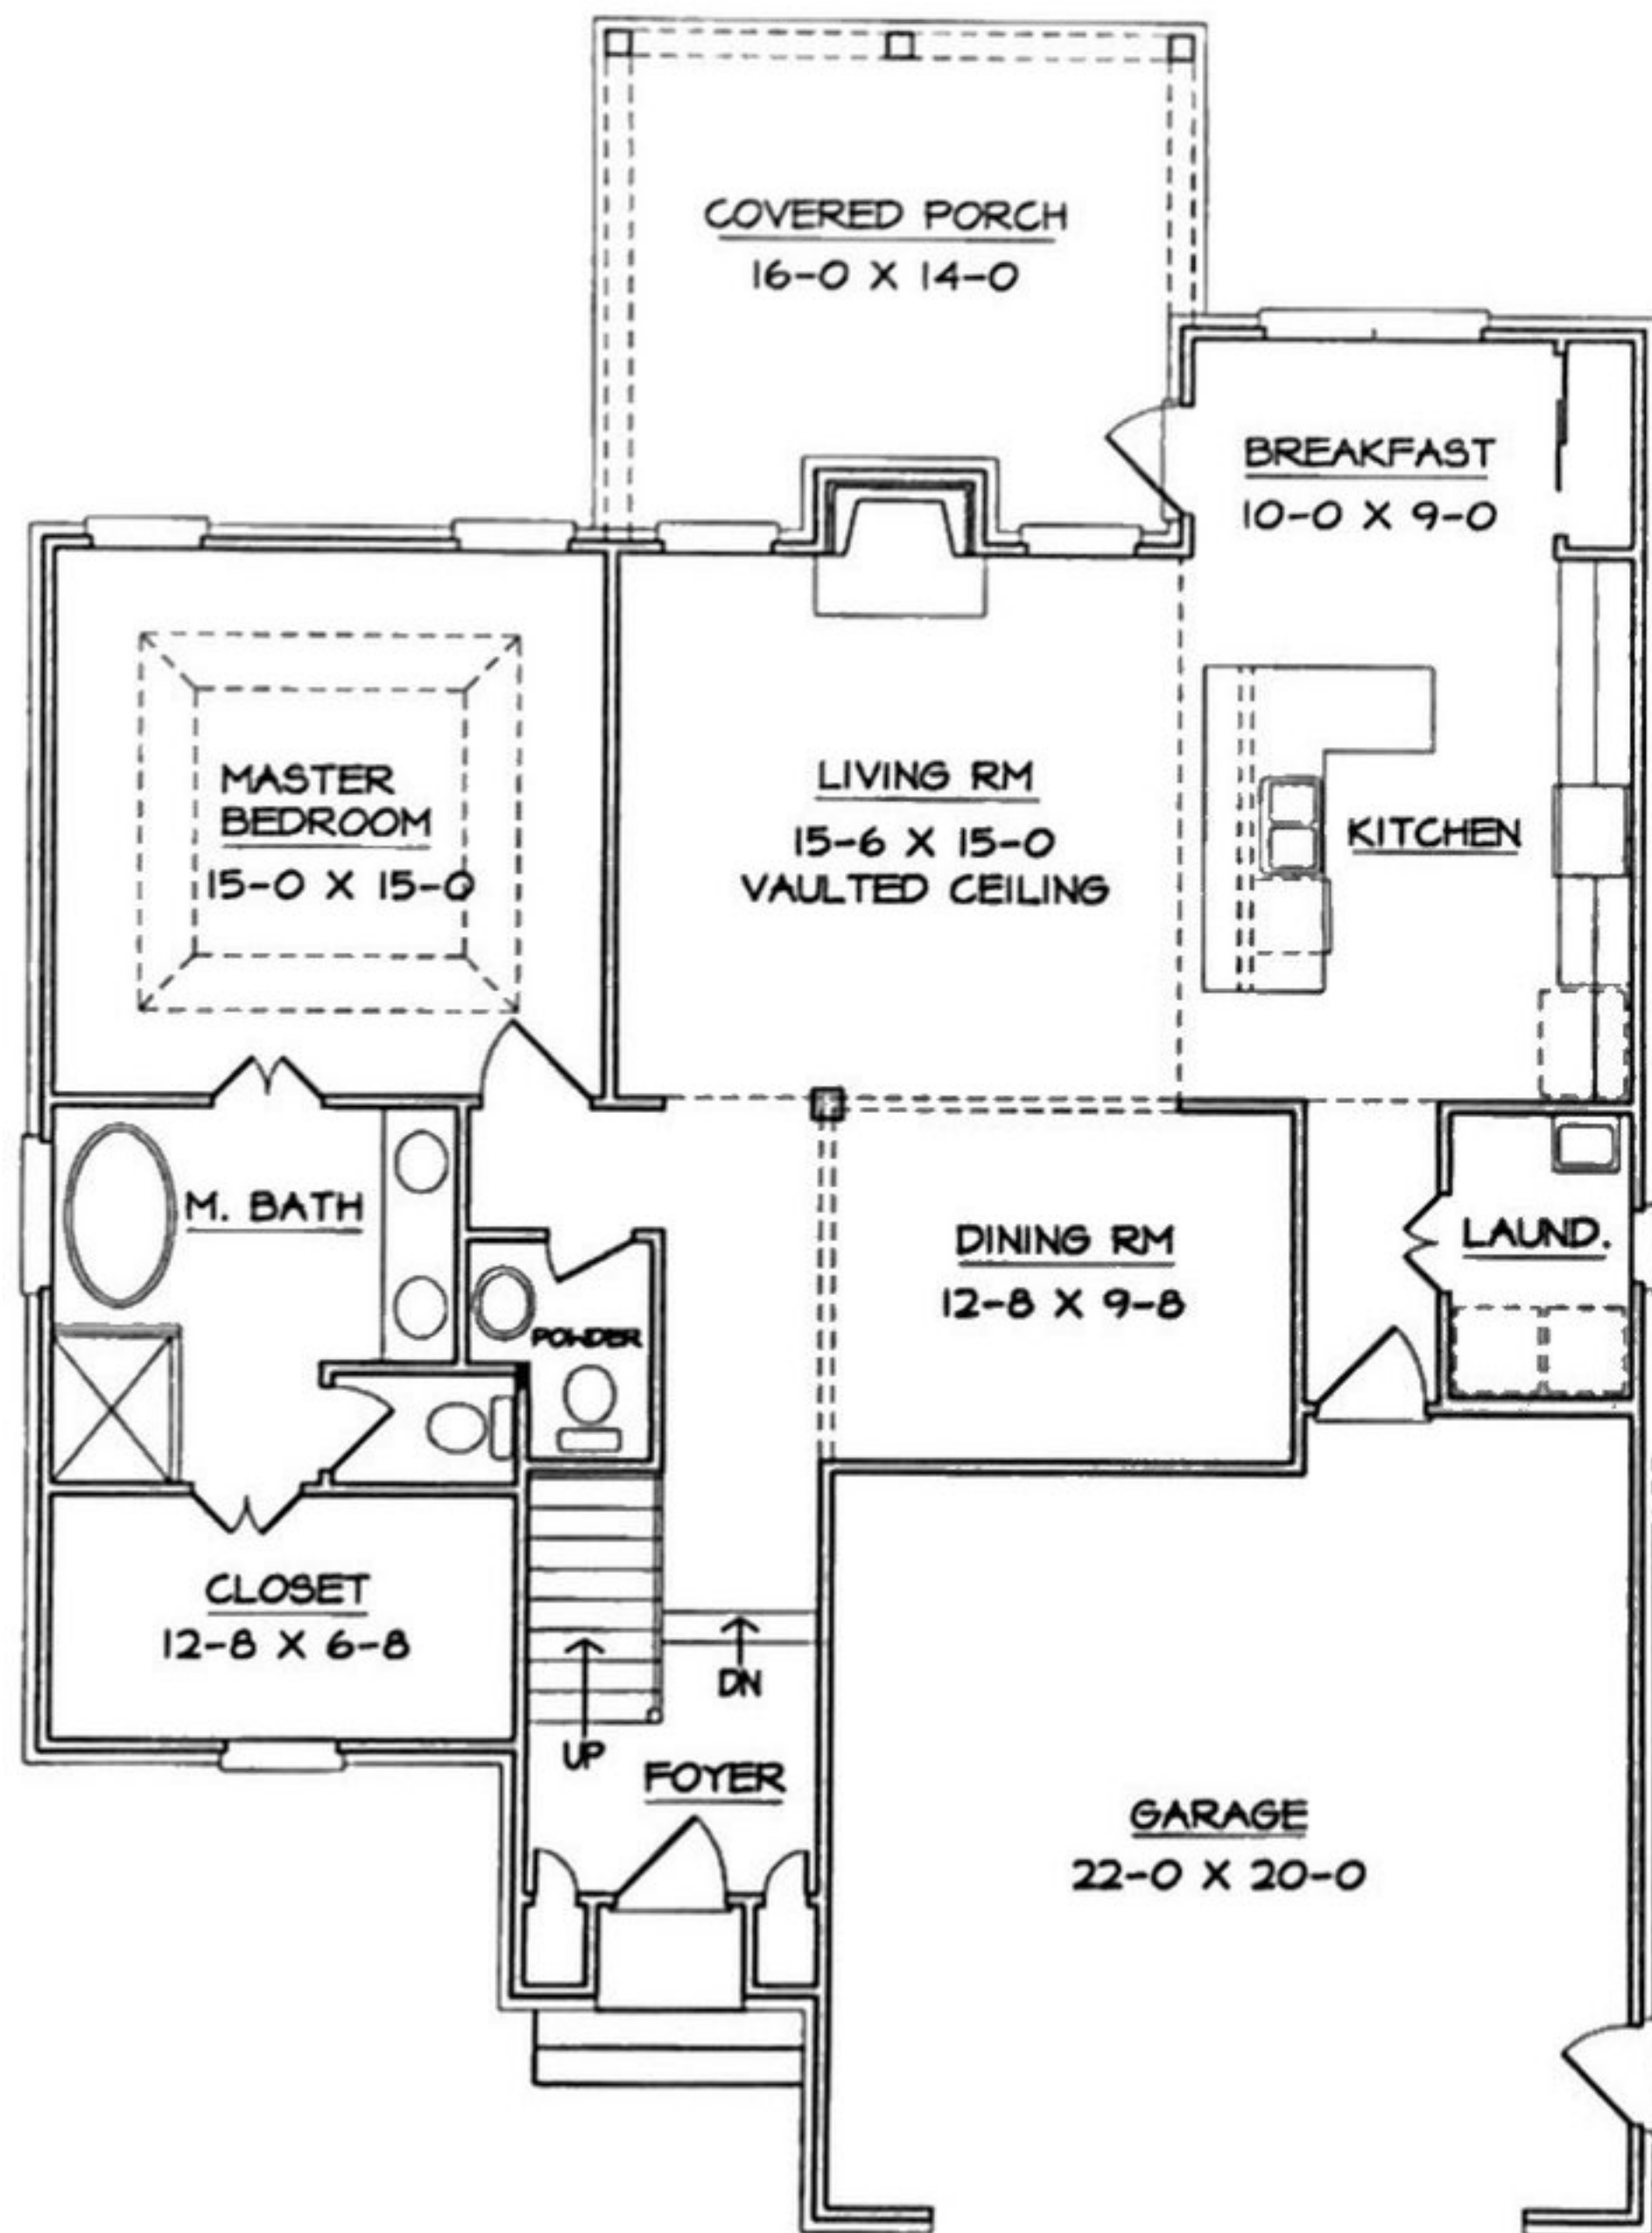 COVERED PORCH
16-0 X 14-0
BREAKFAST
10-0 X 9-0
MASTER
BEDROOM
15-0 X 15-0
LIVING RM
15-6 X 15-0
VAULTED CEILING
KITCHEN
M. BATH
POWDER
DINING RM
12-8 X 9-8
LAUND.
CLOSET
12-8 X 6-8
UP
DN
FOYER
GARAGE
22-0 X 20-0